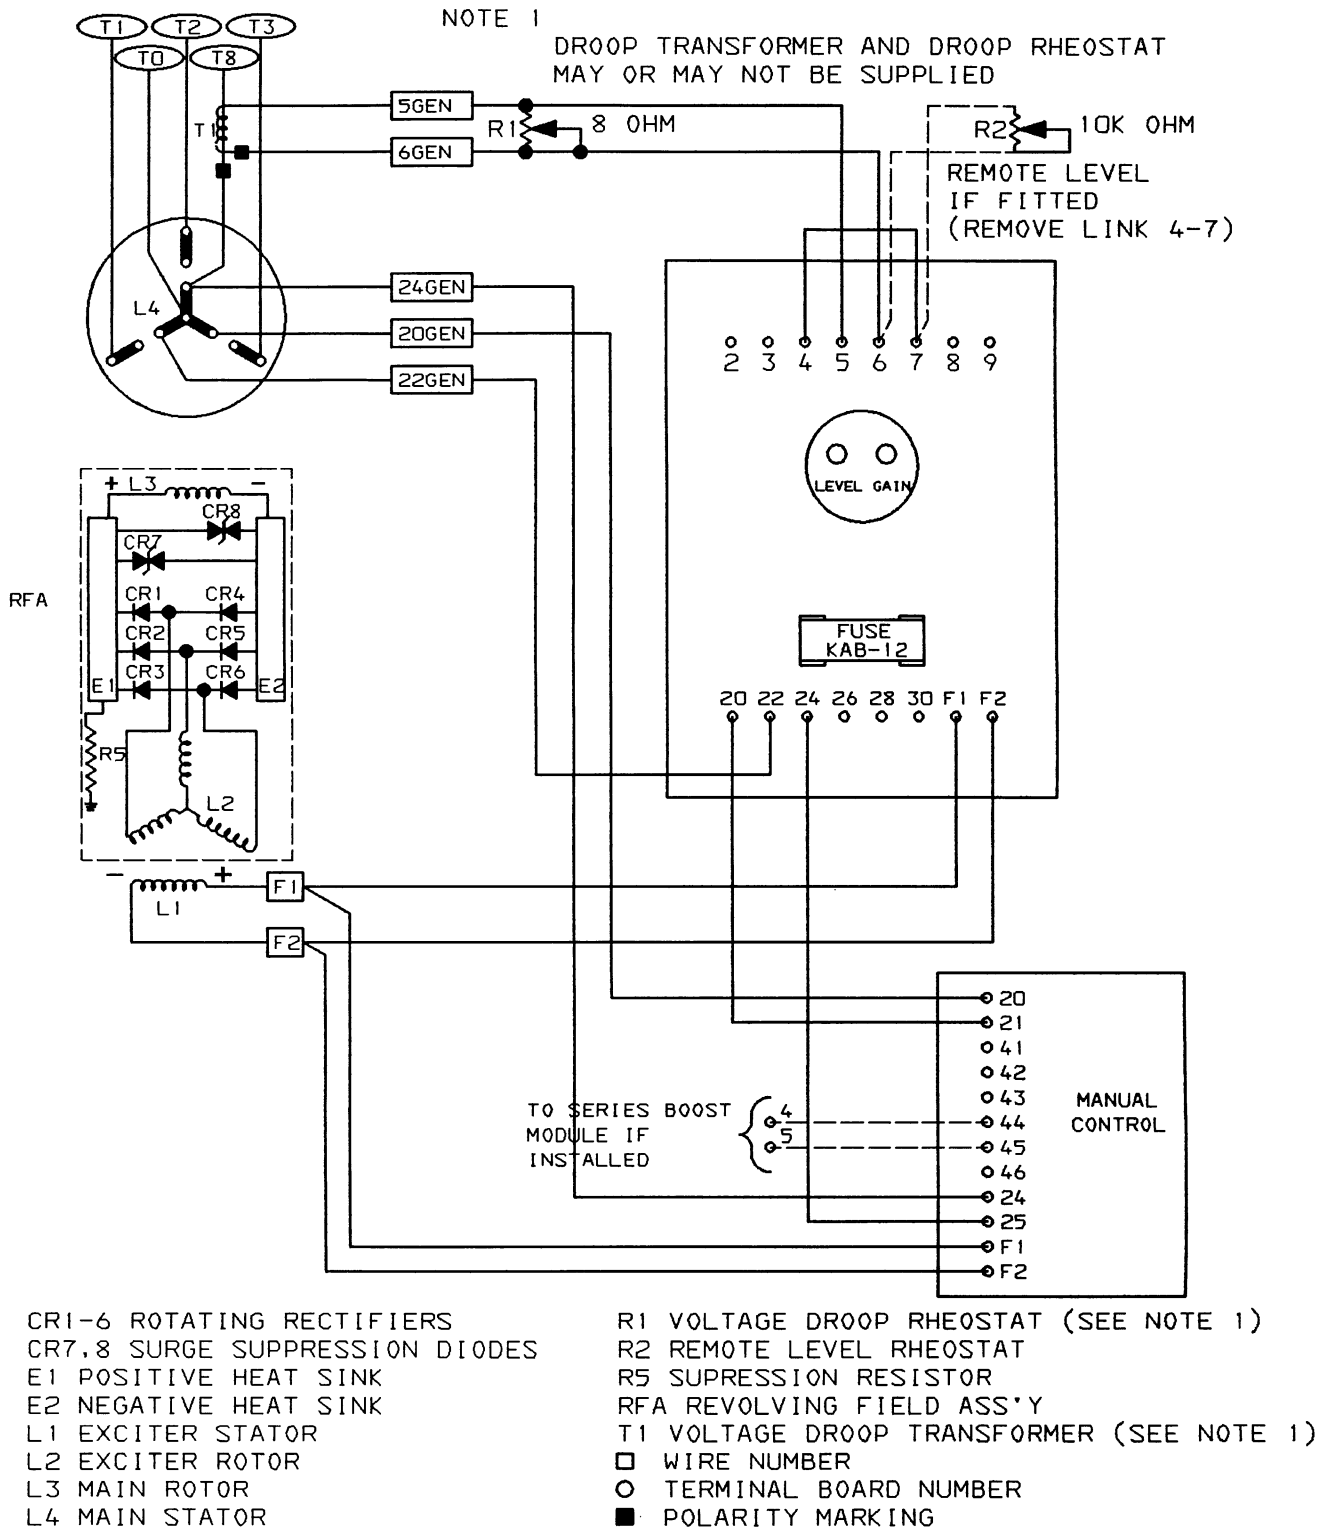 T1 T2 T3
T0 T8
NOTE 1
DROOP TRANSFORMER AND DROOP RHEOSTAT
MAY OR MAY NOT BE SUPPLIED
5GEN
T1
R1 8 OHM
R2 10K OHM
6GEN
REMOTE LEVEL
IF FITTED
(REMOVE LINK 4-7)
24GEN
L4
20GEN
22GEN
2 3 4 5 6 7 8 9
LEVEL GAIN
+ L3 -
CR8
CR7
RFA
CR1 CR4
CR2 CR5
CR3 CR6
E1 E2
R5
L2
FUSE
KAB-12
20 22 24 26 28 30 F1 F2
- +
L1
F1
F2
20
21
41
42
43
44
45
46
24
25
F1
F2
MANUAL
CONTROL
TO SERIES BOOST
MODULE IF
INSTALLED
4
5
CR1-6 ROTATING RECTIFIERS
CR7,8 SURGE SUPPRESSION DIODES
E1 POSITIVE HEAT SINK
E2 NEGATIVE HEAT SINK
L1 EXCITER STATOR
L2 EXCITER ROTOR
L3 MAIN ROTOR
L4 MAIN STATOR
R1 VOLTAGE DROOP RHEOSTAT (SEE NOTE 1)
R2 REMOTE LEVEL RHEOSTAT
R5 SUPRESSION RESISTOR
RFA REVOLVING FIELD ASS'Y
T1 VOLTAGE DROOP TRANSFORMER (SEE NOTE 1)
WIRE NUMBER
TERMINAL BOARD NUMBER
POLARITY MARKING